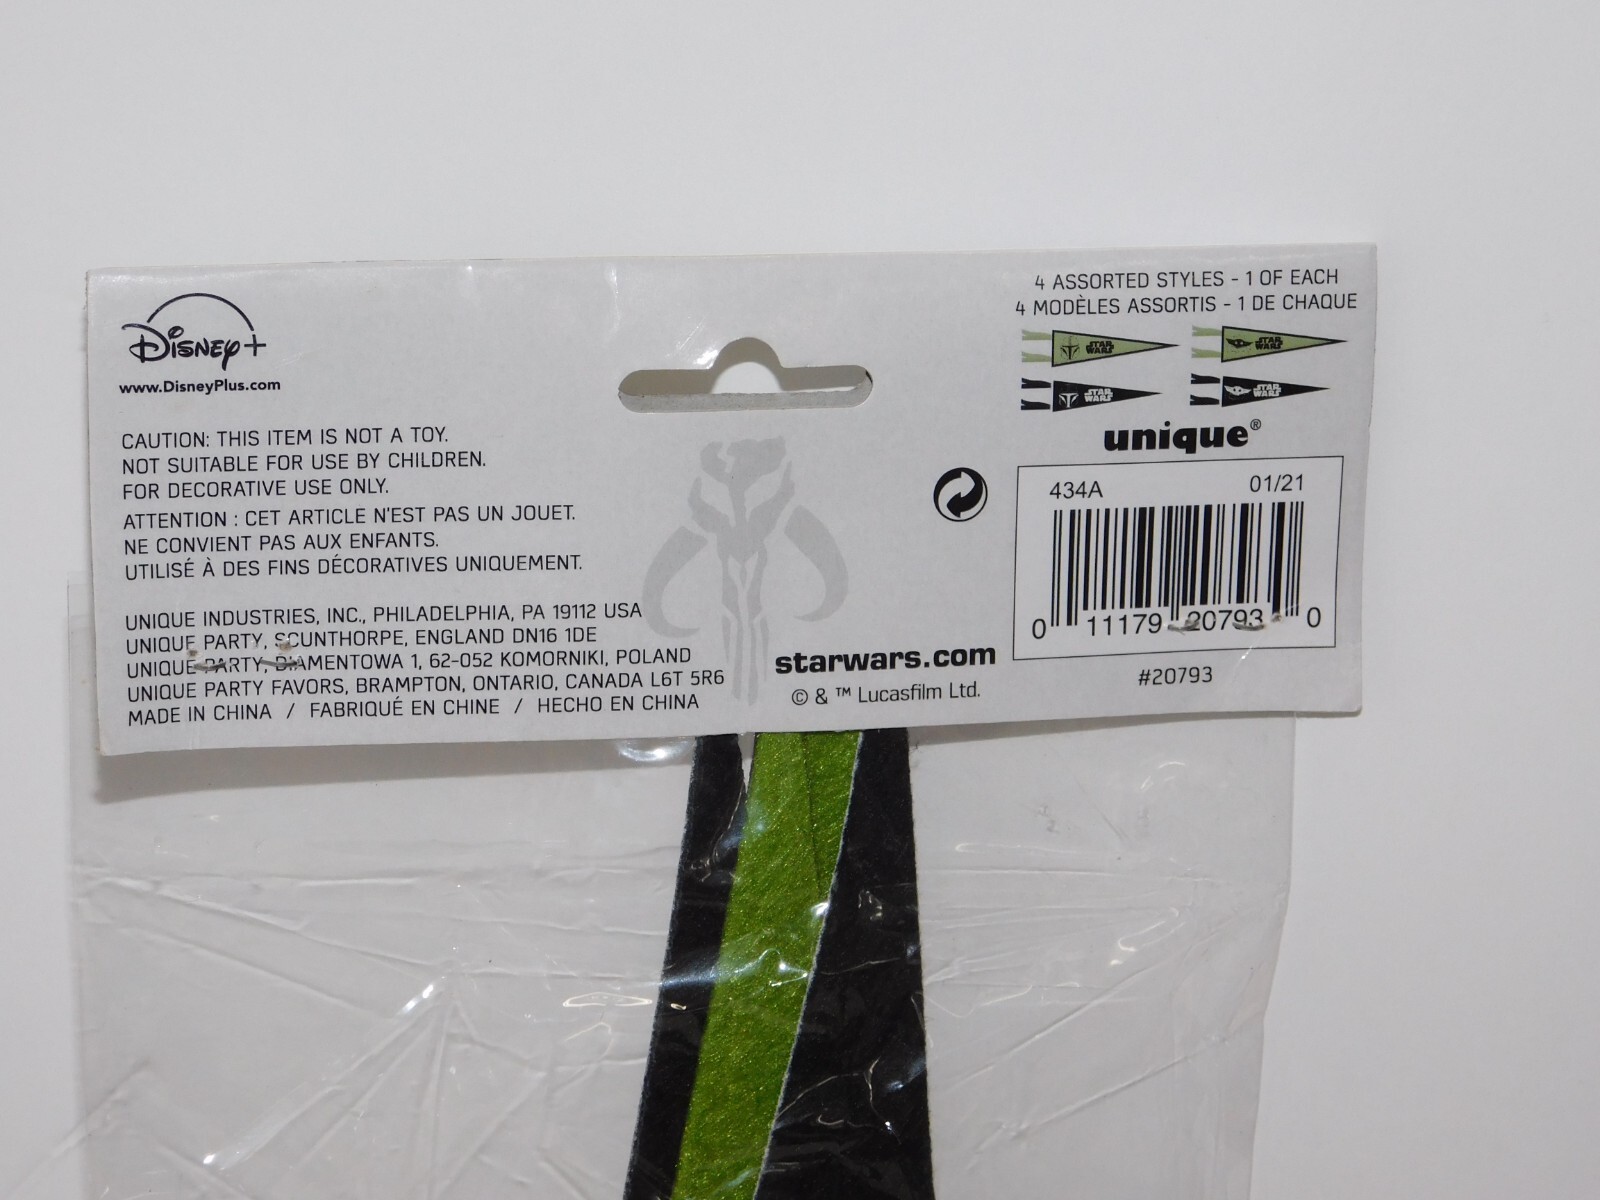 Disney+
www.DisneyPlus.com
CAUTION: THIS ITEM IS NOT A TOY.
NOT SUITABLE FOR USE BY CHILDREN.
FOR DECORATIVE USE ONLY.
ATTENTION : CET ARTICLE N'EST PAS UN JOUET.
NE CONVIENT PAS AUX ENFANTS.
UTILISÉ À DES FINS DÉCORATIVES UNIQUEMENT.
UNIQUE INDUSTRIES, INC., PHILADELPHIA, PA 19112 USA
UNIQUE PARTY, SCUNTHORPE, ENGLAND DN16 1DE
UNIQUE PARTY, DIAMENTOWA 1, 62-052 KOMORNIKI, POLAND
UNIQUE PARTY FAVORS, BRAMPTON, ONTARIO, CANADA L6T 5R6
MADE IN CHINA / FABRIQUÉ EN CHINE / HECHO EN CHINA
starwars.com
© & ™ Lucasfilm Ltd.
4 ASSORTED STYLES - 1 OF EACH
4 MODÈLES ASSORTIS - 1 DE CHAQUE
STAR WARS
STAR WARS
STAR WARS
STAR WARS
unique®
434A 01/21
0 11179 20793 0
#20793